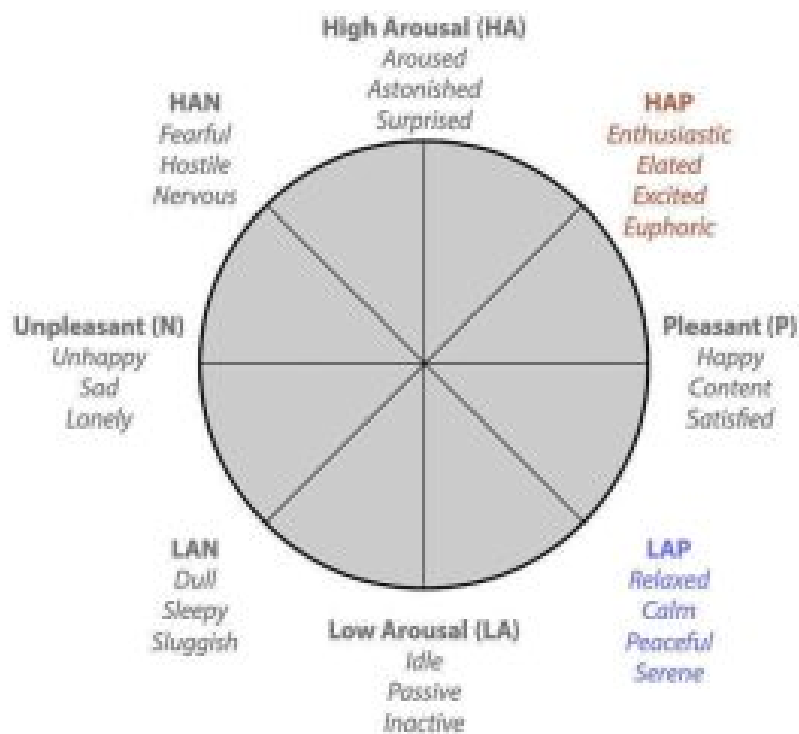 High Arousal (HA)
Aroused
Astonished
Surprised
HAN
Fearful
Hostile
Nervous
HAP
Enthusiastic
Elated
Excited
Euphoric
Unpleasant (N)
Unhappy
Sad
Lonely
Pleasant (P)
Happy
Content
Satisfied
LAN
Dull
Sleepy
Sluggish
Low Arousal (LA)
Idle
Passive
Inactive
LAP
Relaxed
Calm
Peaceful
Serene